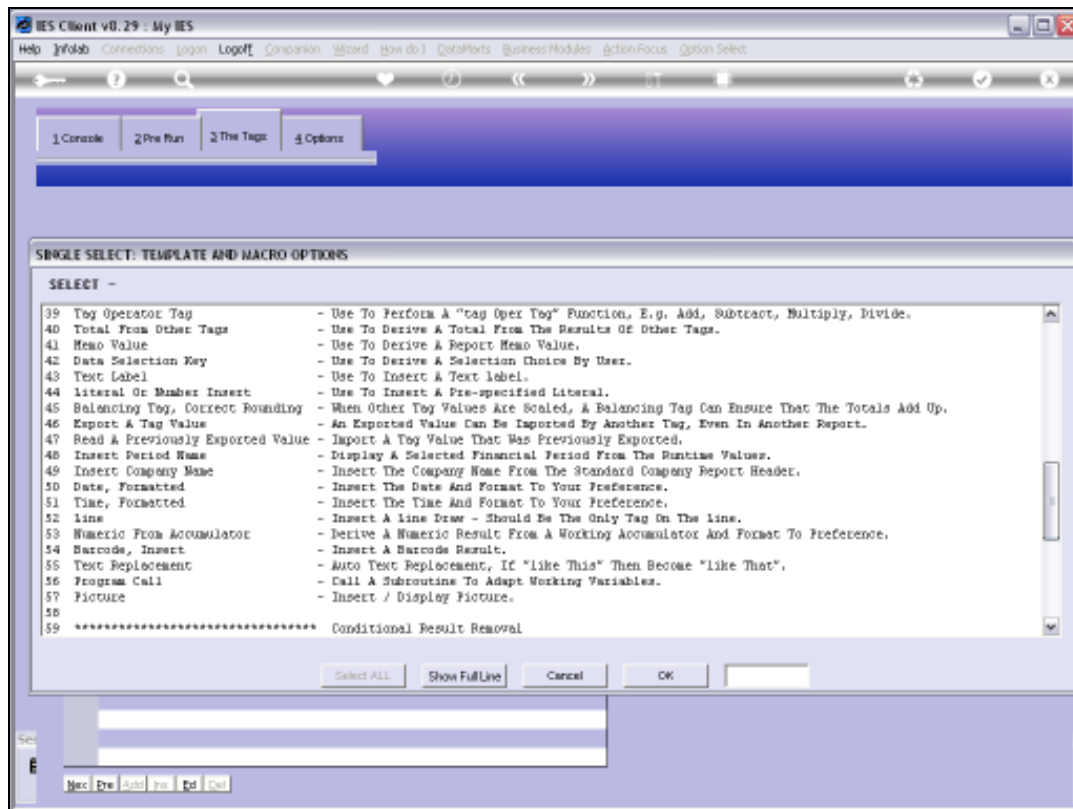 IES Client v8.29 : My IES
Help Infolab Connections Logon Logoff Companion Wizard How do I DataMarts Business Modules Action Focus Option Select
1 Console 2 Pre Run 3 The Tags 4 Options
SINGLE SELECT: TEMPLATE AND MACRO OPTIONS
SELECT -
39 Tag Operator Tag - Use To Perform A "tag Oper Tag" Function, E.g. Add, Subtract, Multiply, Divide.
40 Total From Other Tags - Use To Derive A Total From The Results Of Other Tags.
41 Memo Value - Use To Derive A Report Memo Value.
42 Data Selection Key - Use To Derive A Selection Choice By User.
43 Text Label - Use To Insert A Text label.
44 Literal Or Number Insert - Use To Insert A Pre-specified Literal.
45 Balancing Tag, Correct Rounding - When Other Tag Values Are Scaled, A Balancing Tag Can Ensure That The Totals Add Up.
46 Export A Tag Value - An Exported Value Can Be Imported By Another Tag, Even In Another Report.
47 Read A Previously Exported Value - Import A Tag Value That Was Previously Exported.
48 Insert Period Name - Display A Selected Financial Period From The Runtime Values.
49 Insert Company Name - Insert The Company Name From The Standard Company Report Header.
50 Date, Formatted - Insert The Date And Format To Your Preference.
51 Time, Formatted - Insert The Time And Format To Your Preference.
52 Line - Insert A Line Draw - Should Be The Only Tag On The Line.
53 Numeric From Accumulator - Derive A Numeric Result From A Working Accumulator And Format To Preference.
54 Barcode, Insert - Insert A Barcode Result.
55 Text Replacement - Auto Text Replacement, If "like This" Then Become "like That".
56 Program Call - Call A Subroutine To Adapt Working Variables.
57 Picture - Insert / Display Picture.
58
59 ******************************** Conditional Result Removal
Select ALL Show Full Line Cancel OK
Nex Pre Add Ins Ed Del